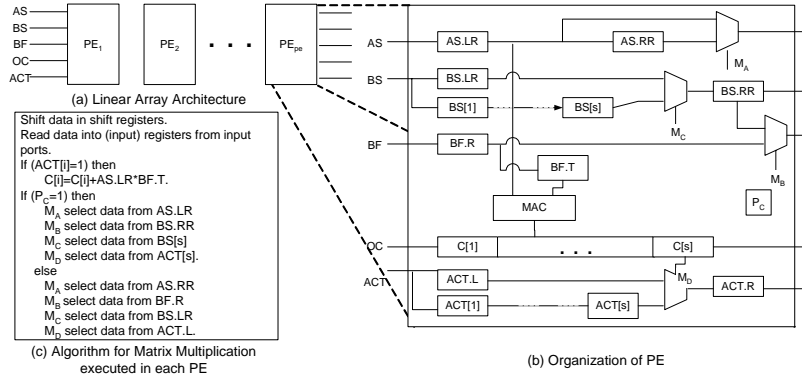 AS
BS
BF
OC
ACT
PE1
PE2
. . .
PEpe
(a) Linear Array Architecture
Shift data in shift registers.
Read data into (input) registers from input
ports.
If (ACT[i]=1) then
C[i]=C[i]+AS.LR*BF.T.
If (PC=1) then
MA select data from AS.LR
MB select data from BS.RR
MC select data from BS[s]
MD select data from ACT[s].
else
MA select data from AS.RR
MB select data from BF.R
MC select data from BS.LR
MD select data from ACT.L.
(c) Algorithm for Matrix Multiplication
executed in each PE
AS
AS.LR
AS.RR
MA
BS
BS.LR
BS[1]
BS[s]
BS.RR
MC
BF
BF.R
BF.T
MB
MAC
PC
OC
C[1]
. . .
C[s]
ACT
ACT.L
MD
ACT.R
ACT[1]
ACT[s]
(b) Organization of PE